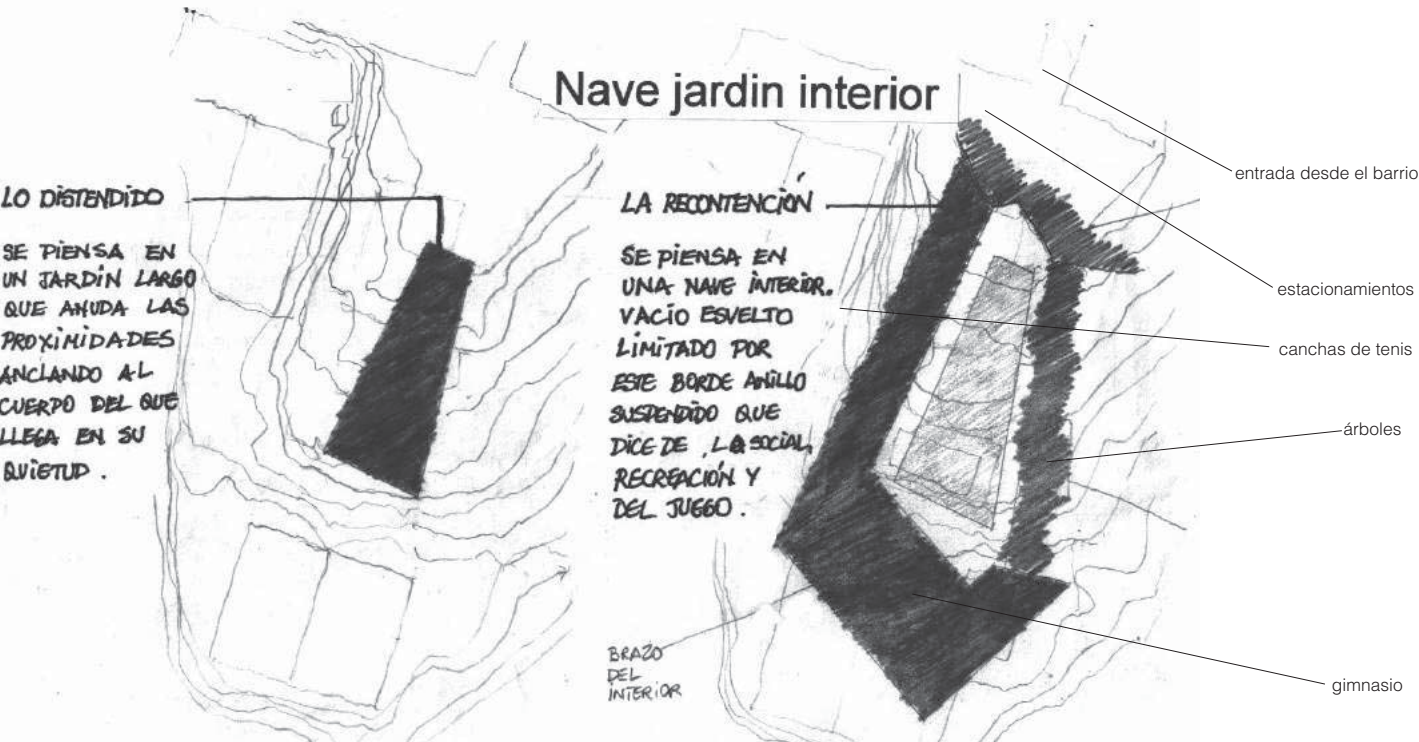 Nave jardin interior
LO DISTENDIDO
SE PIENSA EN
UN JARDÍN LARGO
QUE ANUDA LAS
PROXIMIDADES
ANCLANDO AL
CUERPO DEL QUE
LLEGA EN SU
QUIETUD.
LA RECONTENCIÓN
SE PIENSA EN
UNA NAVE INTERIOR.
VACÍO ESVELTO
LIMITADO POR
ESTE BORDE ANILLO
SUSPENDIDO QUE
DICE DE LO SOCIAL,
RECREACIÓN Y
DEL JUEGO.
BRAZO
DEL
INTERIOR
entrada desde el barrio
estacionamientos
canchas de tenis
árboles
gimnasio